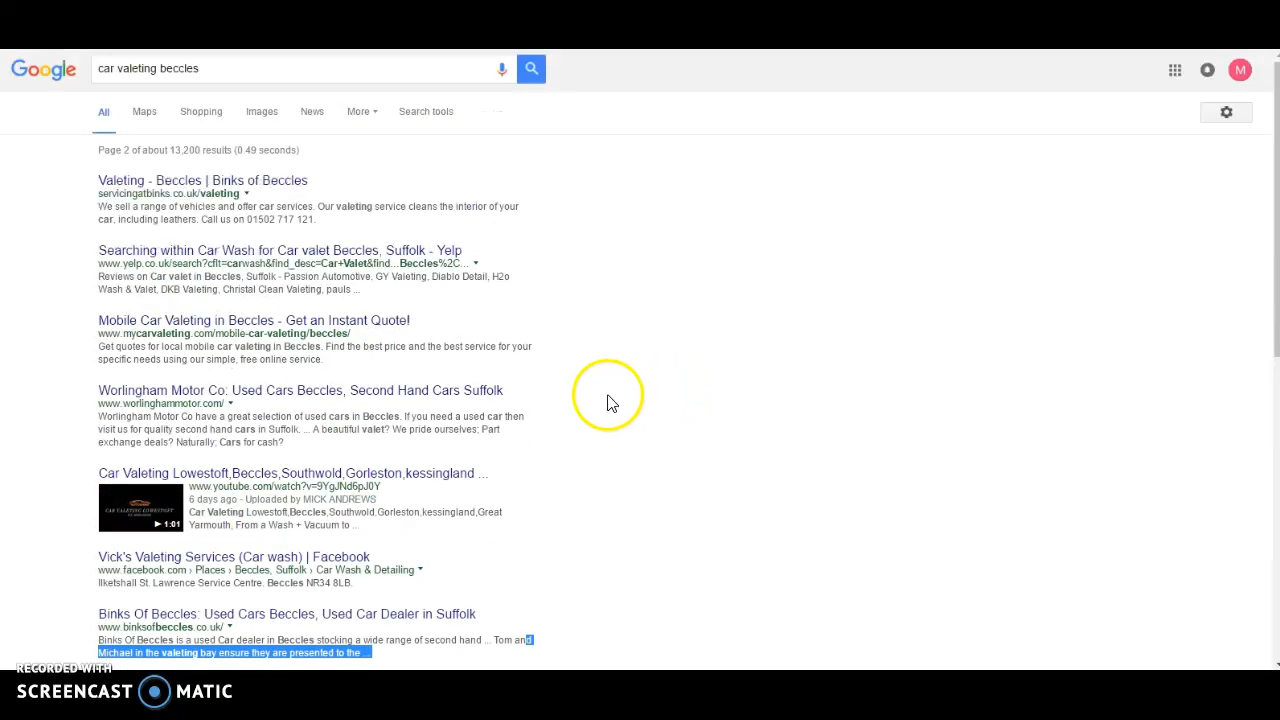 Google
car valeting beccles
M
All Maps Shopping Images News More Search tools
Page 2 of about 13,200 results (0.49 seconds)
Valeting - Beccles | Binks of Beccles
servicingatbinks.co.uk/valeting
We sell a range of vehicles and offer car services. Our valeting service cleans the interior of your
car, including leathers. Call us on 01502 717 121.
Searching within Car Wash for Car valet Beccles, Suffolk - Yelp
www.yelp.co.uk/search?cflt=carwash&find_desc=Car+Valet&find...Beccles%2C...
Reviews on Car valet in Beccles, Suffolk - Passion Automotive, GY Valeting, Diablo Detail, H2o
Wash & Valet, DKB Valeting, Christal Clean Valeting, pauls ...
Mobile Car Valeting in Beccles - Get an Instant Quote!
www.mycarvaleting.com/mobile-car-valeting/beccles/
Get quotes for local mobile car valeting in Beccles. Find the best price and the best service for your
specific needs using our simple, free online service.
Worlingham Motor Co: Used Cars Beccles, Second Hand Cars Suffolk
www.worlinghammotor.com/
Worlingham Motor Co have a great selection of used cars in Beccles. If you need a used car then
visit us for quality second hand cars in Suffolk. ... A beautiful valet? We pride ourselves; Part
exchange deals? Naturally; Cars for cash?
Car Valeting Lowestoft,Beccles,Southwold,Gorleston,kessingland ...
www.youtube.com/watch?v=9YgJNd6pJ0Y
6 days ago - Uploaded by MICK ANDREWS
Car Valeting Lowestoft,Beccles,Southwold,Gorleston,kessingland,Great
Yarmouth, From a Wash + Vacuum to ...
CAR VALETING LOWESTOFT
1:01
Vick's Valeting Services (Car wash) | Facebook
www.facebook.com › Places › Beccles, Suffolk › Car Wash & Detailing
Ilketshall St. Lawrence Service Centre. Beccles NR34 8LB.
Binks Of Beccles: Used Cars Beccles, Used Car Dealer in Suffolk
www.binksofbeccles.co.uk/
Binks Of Beccles is a used Car dealer in Beccles stocking a wide range of second hand ... Tom and
Michael in the valeting bay ensure they are presented to the ...
RECORDED WITH
SCREENCAST MATIC